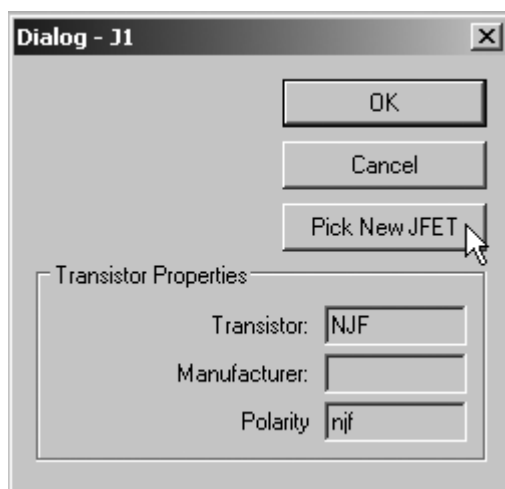 Dialog - J1
OK
Cancel
Pick New JFET
Transistor Properties
Transistor: NJF
Manufacturer:
Polarity njf